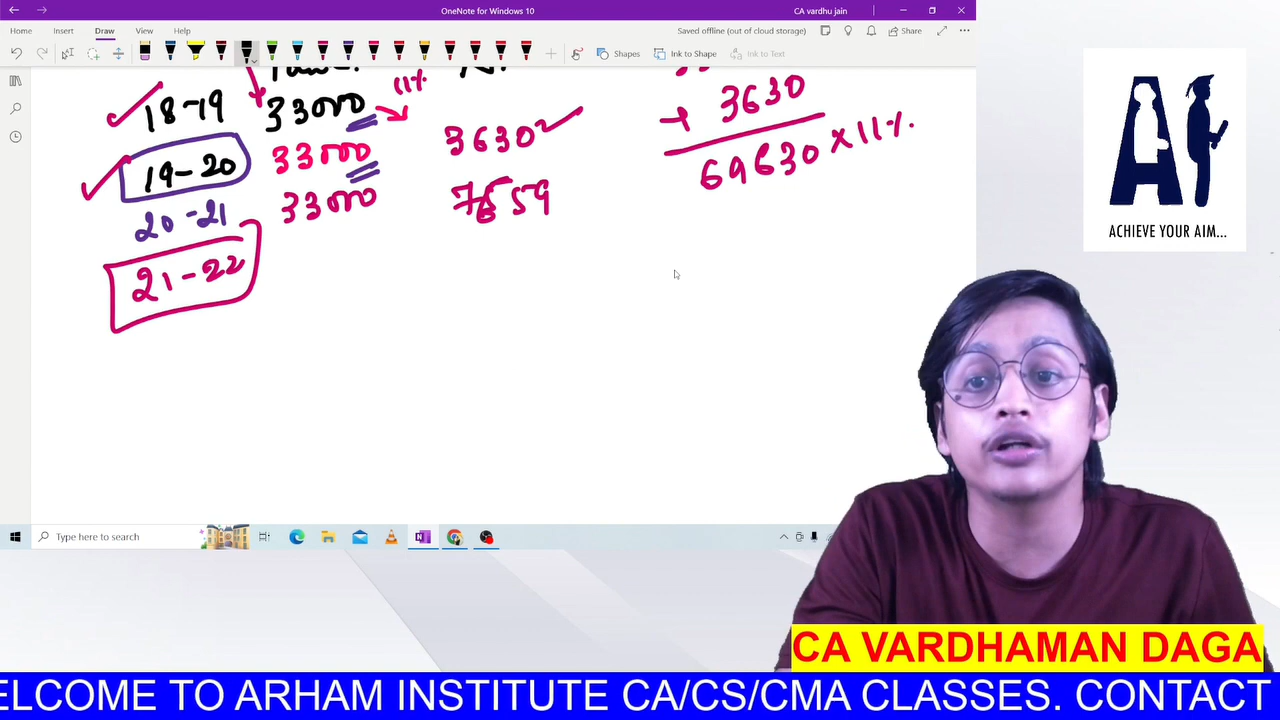 OneNote for Windows 10
CA vardhu jain
Home
Insert
Draw
View
Help
Saved offline (out of cloud storage)
Share
Shapes
Ink to Shape
Ink to Text
11%
18-19 33000
3630
+ 3630
19-20 33000
69630 x 11%
20-21 33000 7659
21-22
ACHIEVE YOUR AIM...
Type here to search
CA VARDHAMAN DAGA
ELCOME TO ARHAM INSTITUTE CA/CS/CMA CLASSES. CONTACT